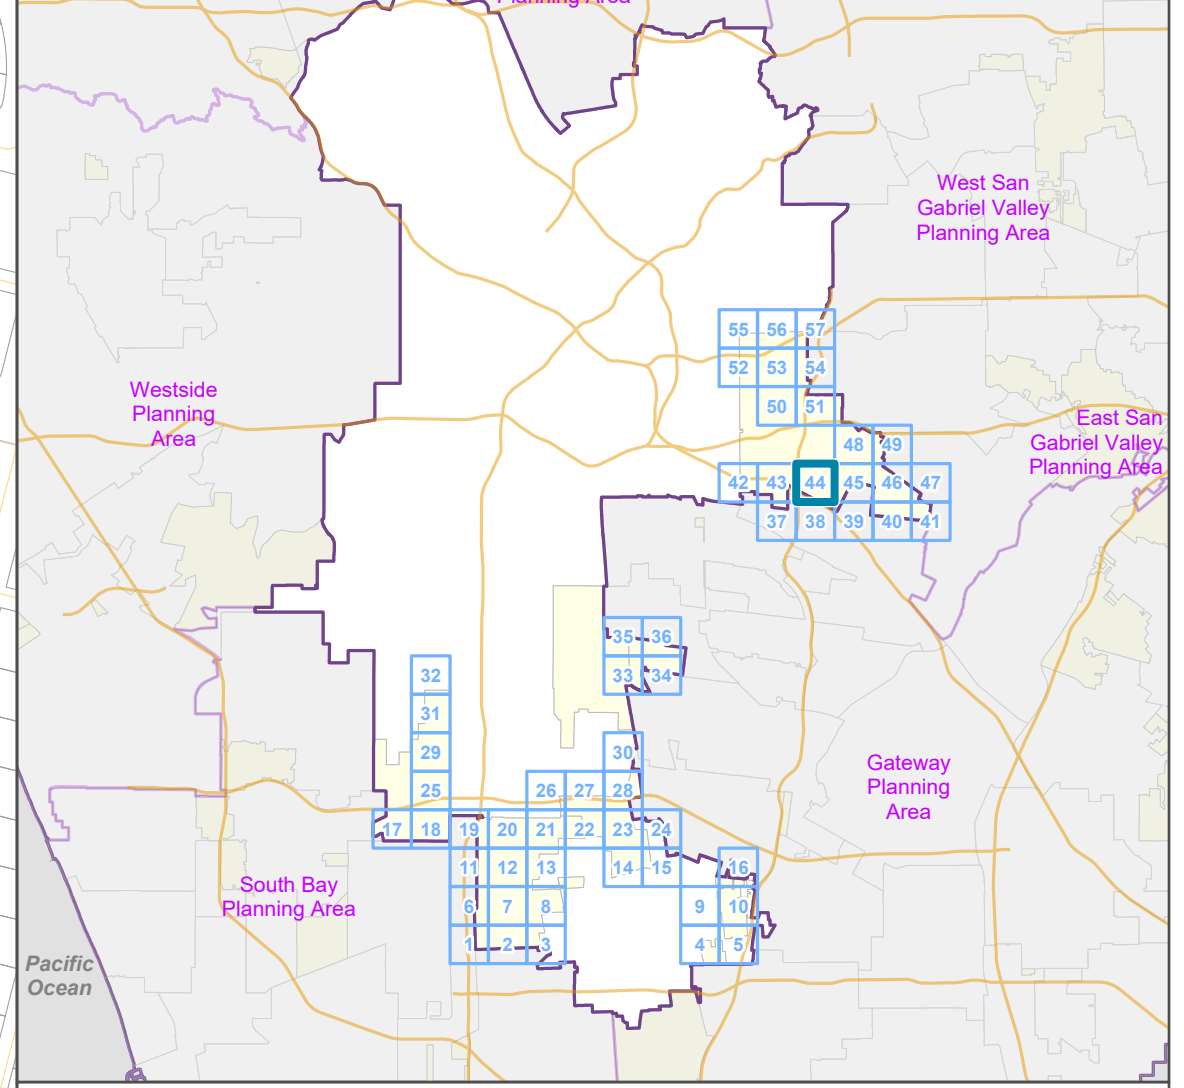 Planning Area
West San
Gabriel Valley
Planning Area
55 56 57
52 53 54
Westside
Planning
Area
50 51
East San
Gabriel Valley
Planning Area
48 49
42 43 44 45 46 47
37 38 39 40 41
35 36
33 34
32
31
29
30
25
26 27 28
Gateway
Planning
Area
17 18 19 20 21 22 23 24
11 12 13 14 15 16
South Bay
Planning Area
6 7 8 9 10
1 2 3 4 5
Pacific
Ocean